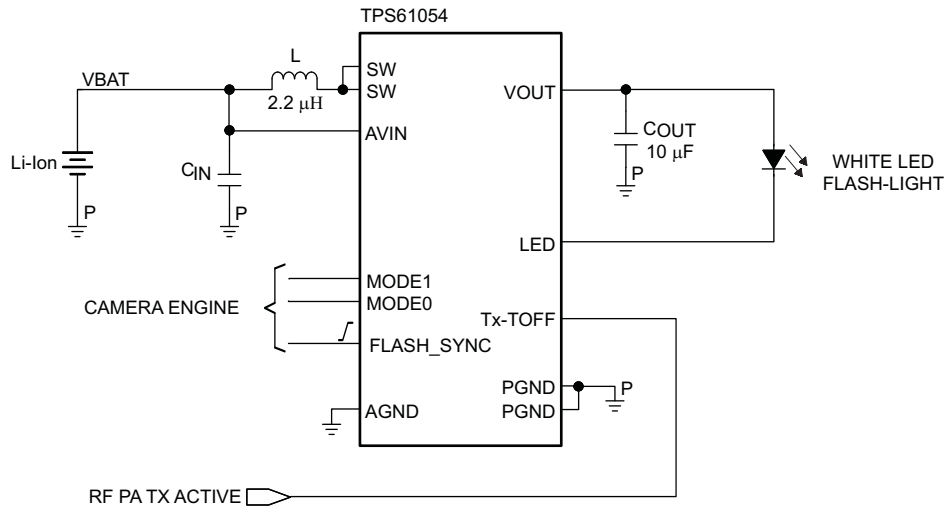 TPS61054
L
SW
VBAT
SW
VOUT
2.2 μH
COUT
AVIN
10 μF
Li-Ion
CIN
P
WHITE LED
FLASH-LIGHT
P
P
LED
MODE1
CAMERA ENGINE
MODE0
Tx-TOFF
FLASH_SYNC
PGND
P
AGND
PGND
RF PA TX ACTIVE